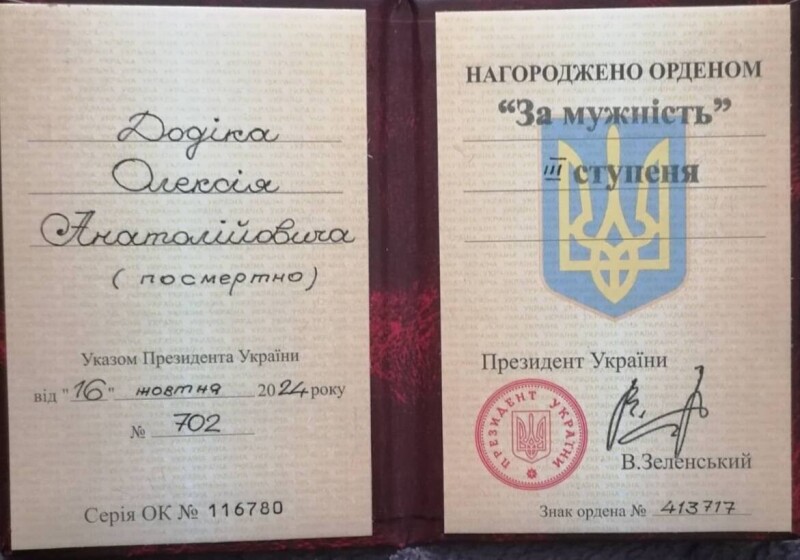 Додіка
Олексія
Анатолійовича
(посмертно)
Указом Президента України
від "16" жовтня 2024 року
№ 702
Серія ОК № 116780
НАГОРОДЖЕНО ОРДЕНОМ
“За мужність”
III ступеня
Президент України
ПРЕЗИДЕНТ УКРАЇНИ
В.Зеленський
Знак ордена № 413717